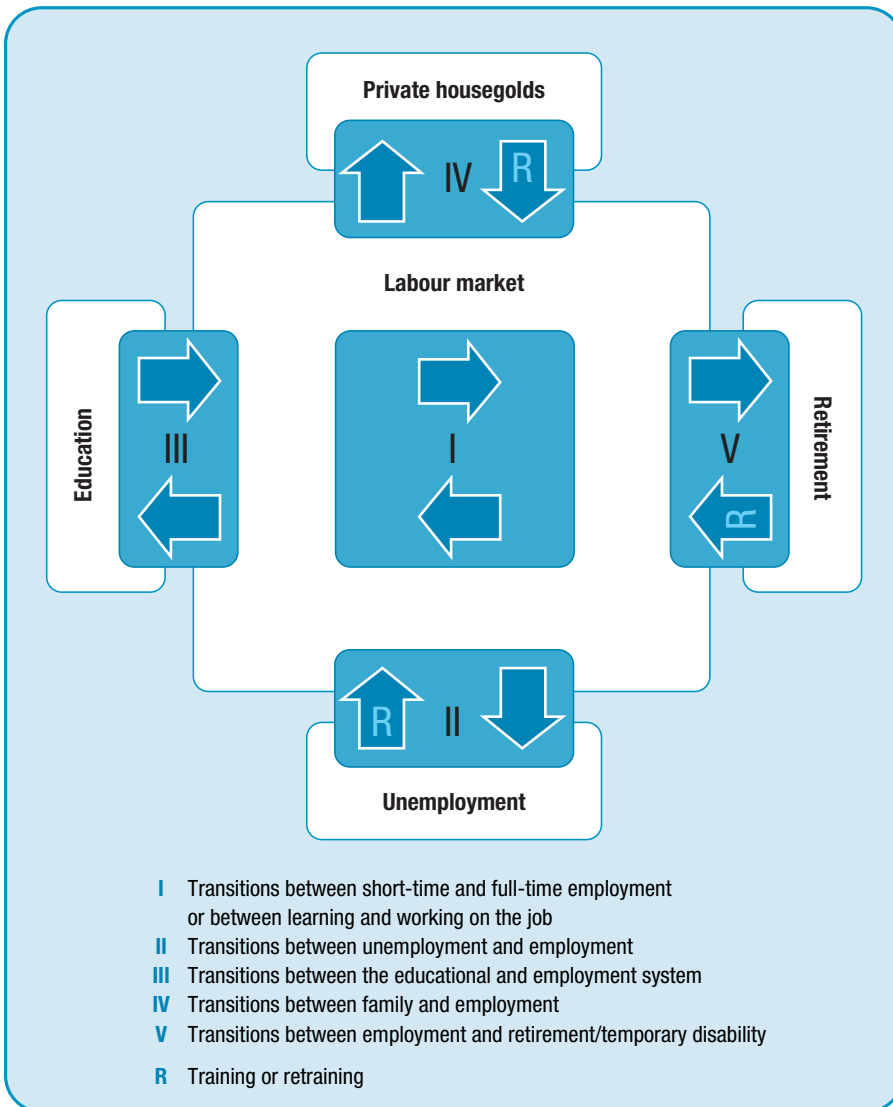 Private housegolds
IV R
Labour market
Education
III
I
V
R
Retirement
R II
Unemployment
I Transitions between short-time and full-time employment
or between learning and working on the job
II Transitions between unemployment and employment
III Transitions between the educational and employment system
IV Transitions between family and employment
V Transitions between employment and retirement/temporary disability
R Training or retraining